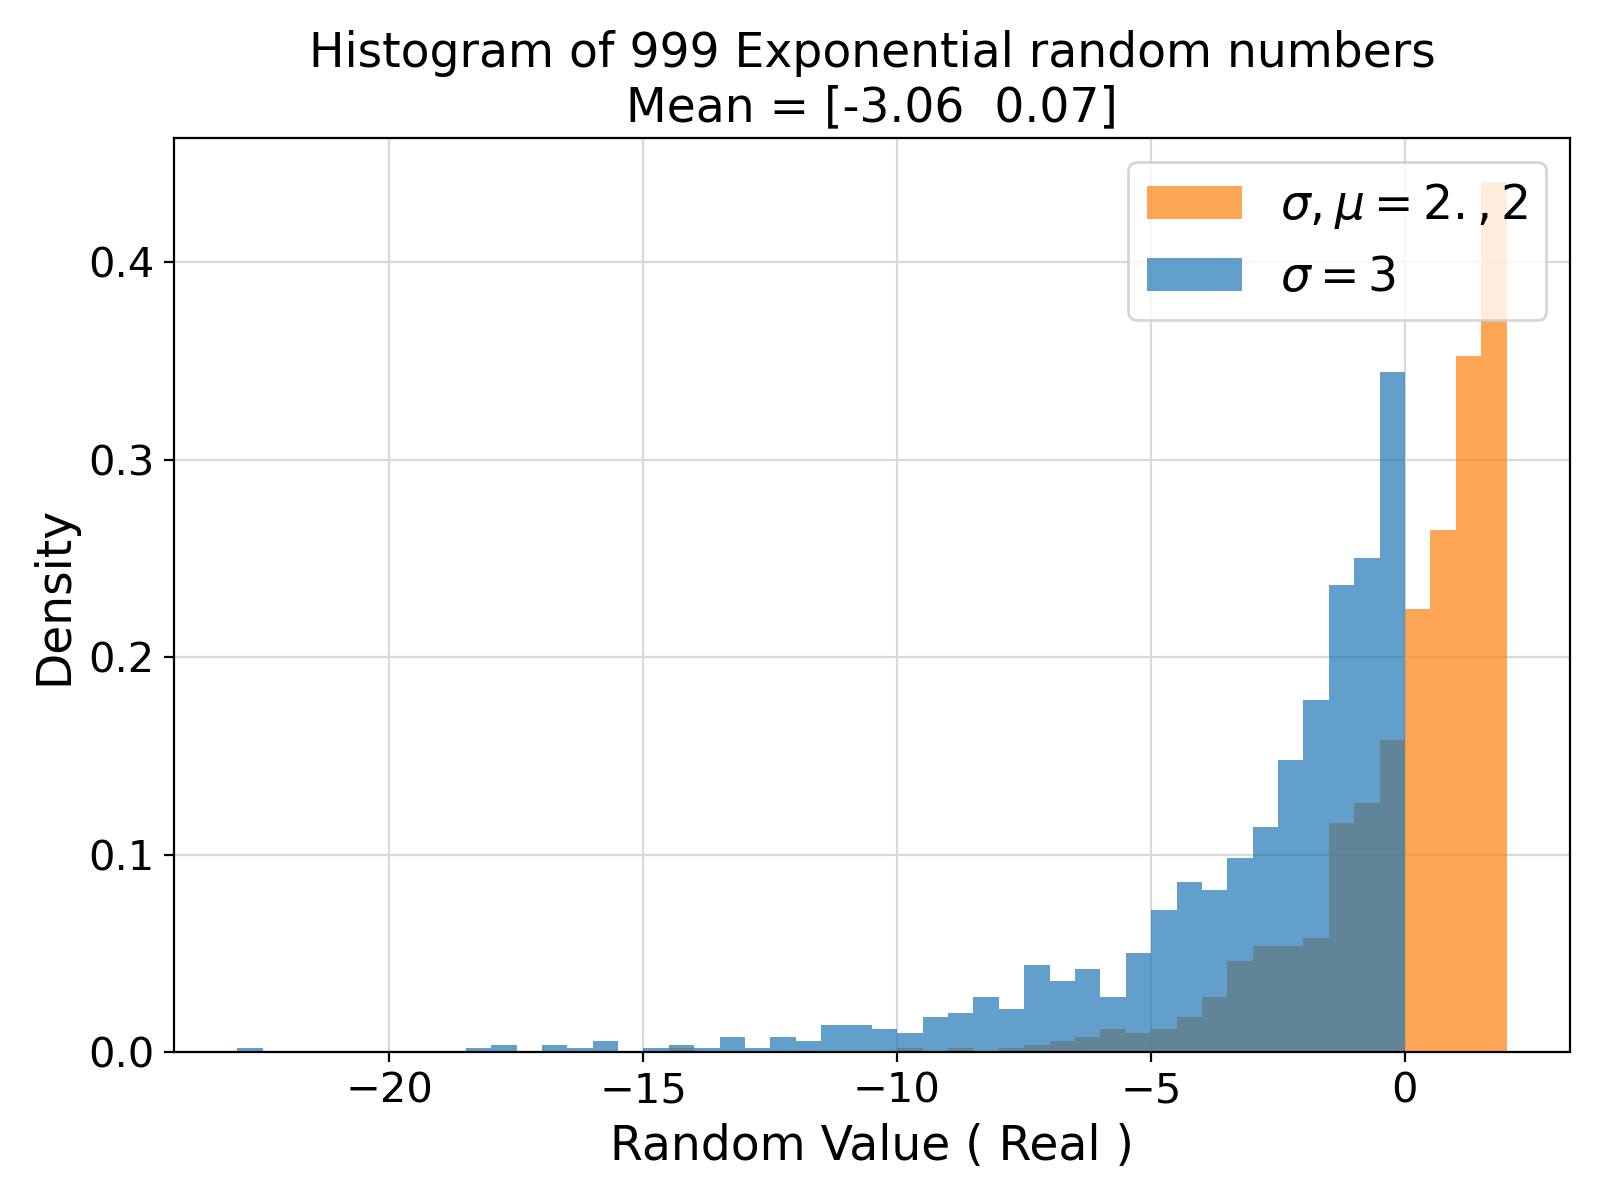 Histogram of 999 Exponential random numbers
Mean = [-3.06  0.07]
σ, μ = 2. , 2
σ = 3
0.4
0.3
0.2
0.1
0.0
Density
−20
−15
−10
−5
0
Random Value ( Real )